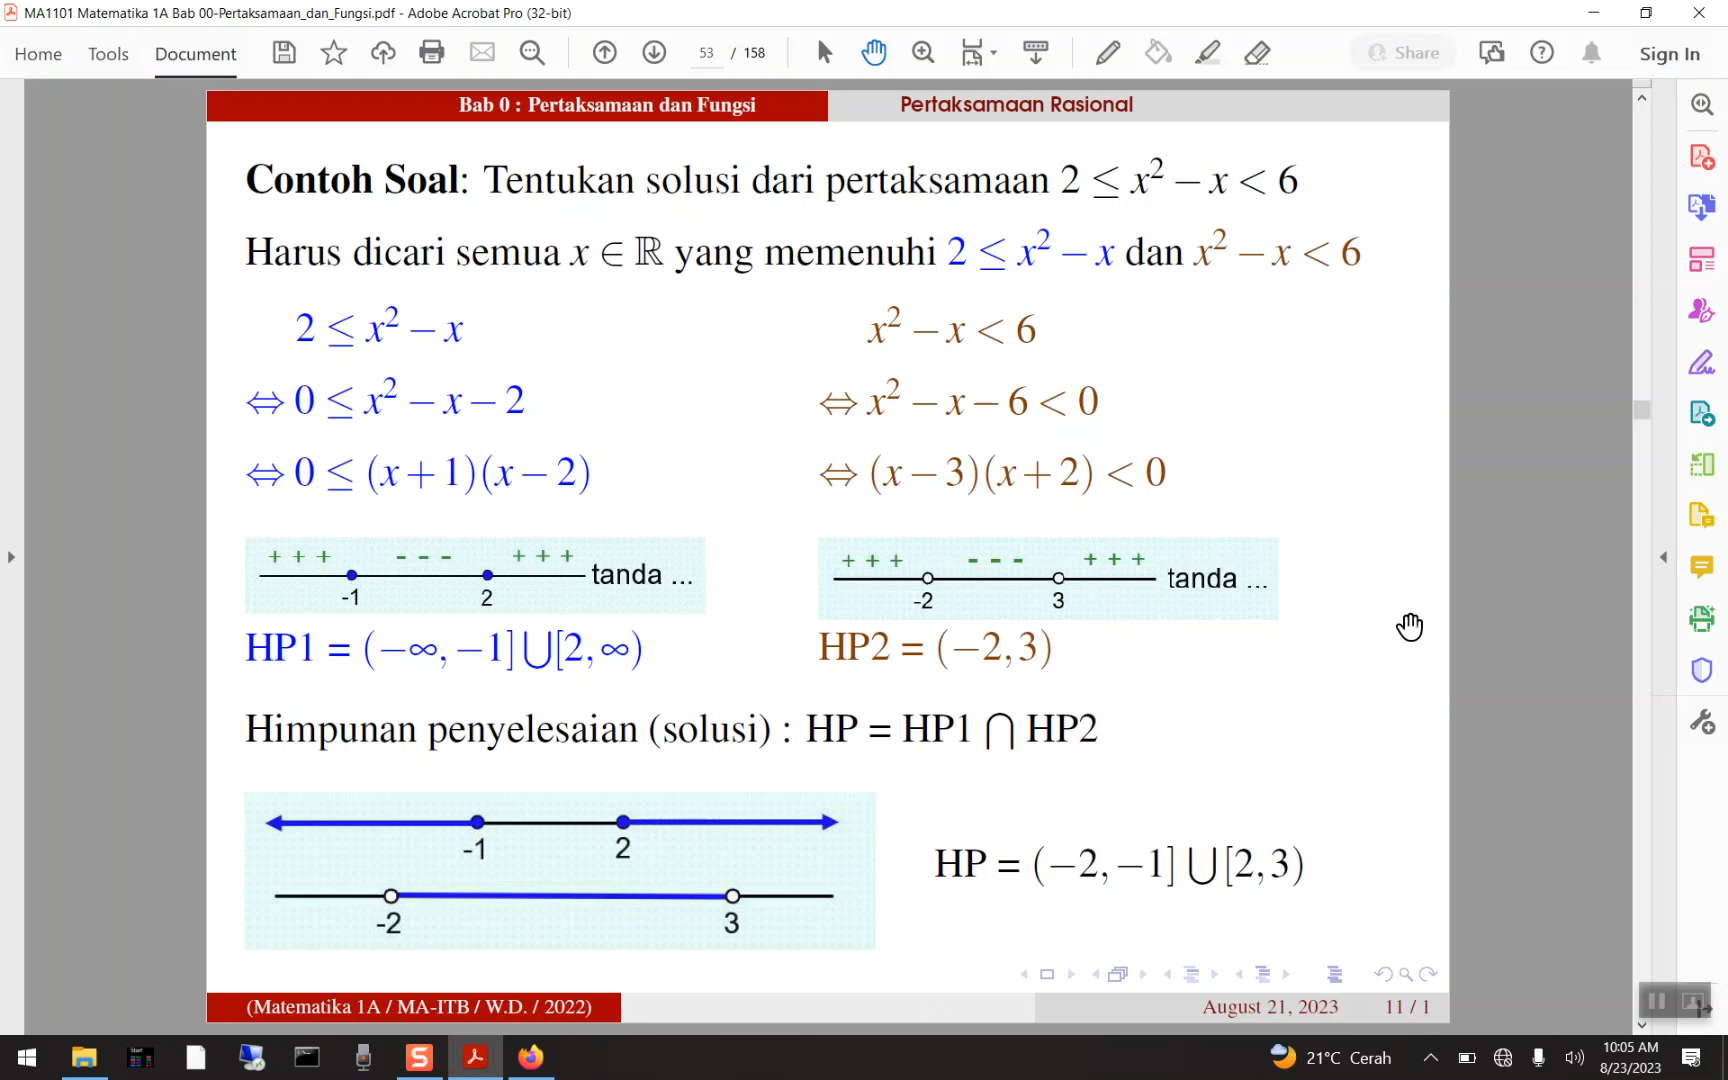 MA1101 Matematika 1A Bab 00-Pertaksamaan_dan_Fungsi.pdf - Adobe Acrobat Pro (32-bit)
Home Tools Document 53 / 158 Share Sign In
Bab 0 : Pertaksamaan dan Fungsi Pertaksamaan Rasional
Contoh Soal: Tentukan solusi dari pertaksamaan 2 ≤ x² − x < 6
Harus dicari semua x ∈ ℝ yang memenuhi 2 ≤ x² − x dan x² − x < 6
2 ≤ x² − x
⇔ 0 ≤ x² − x − 2
⇔ 0 ≤ (x + 1)(x − 2)
+ + + - - - + + +
tanda ...
-1 2
HP1 = (−∞, −1] ⋃ [2, ∞)
x² − x < 6
⇔ x² − x − 6 < 0
⇔ (x − 3)(x + 2) < 0
+ + + - - - + + +
tanda ...
-2 3
HP2 = (−2, 3)
Himpunan penyelesaian (solusi) : HP = HP1 ⋂ HP2
-1 2
-2 3
HP = (−2, −1] ⋃ [2, 3)
(Matematika 1A / MA-ITB / W.D. / 2022) August 21, 2023 11 / 1
21°C Cerah
10:05 AM
8/23/2023